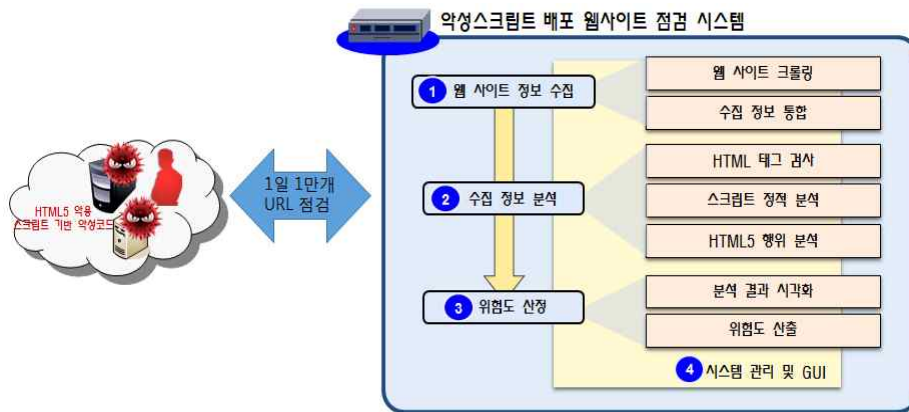 악성스크립트 배포 웹사이트 점검 시스템
1 웹 사이트 정보 수집
웹 사이트 크롤링
수집 정보 통합
HTML5 악용
스크립트 기반 악성코드
1일 1만개
URL 점검
2 수집 정보 분석
HTML 태그 검사
스크립트 정적 분석
HTML5 행위 분석
3 위험도 산정
분석 결과 시각화
위험도 산출
4 시스템 관리 및 GUI